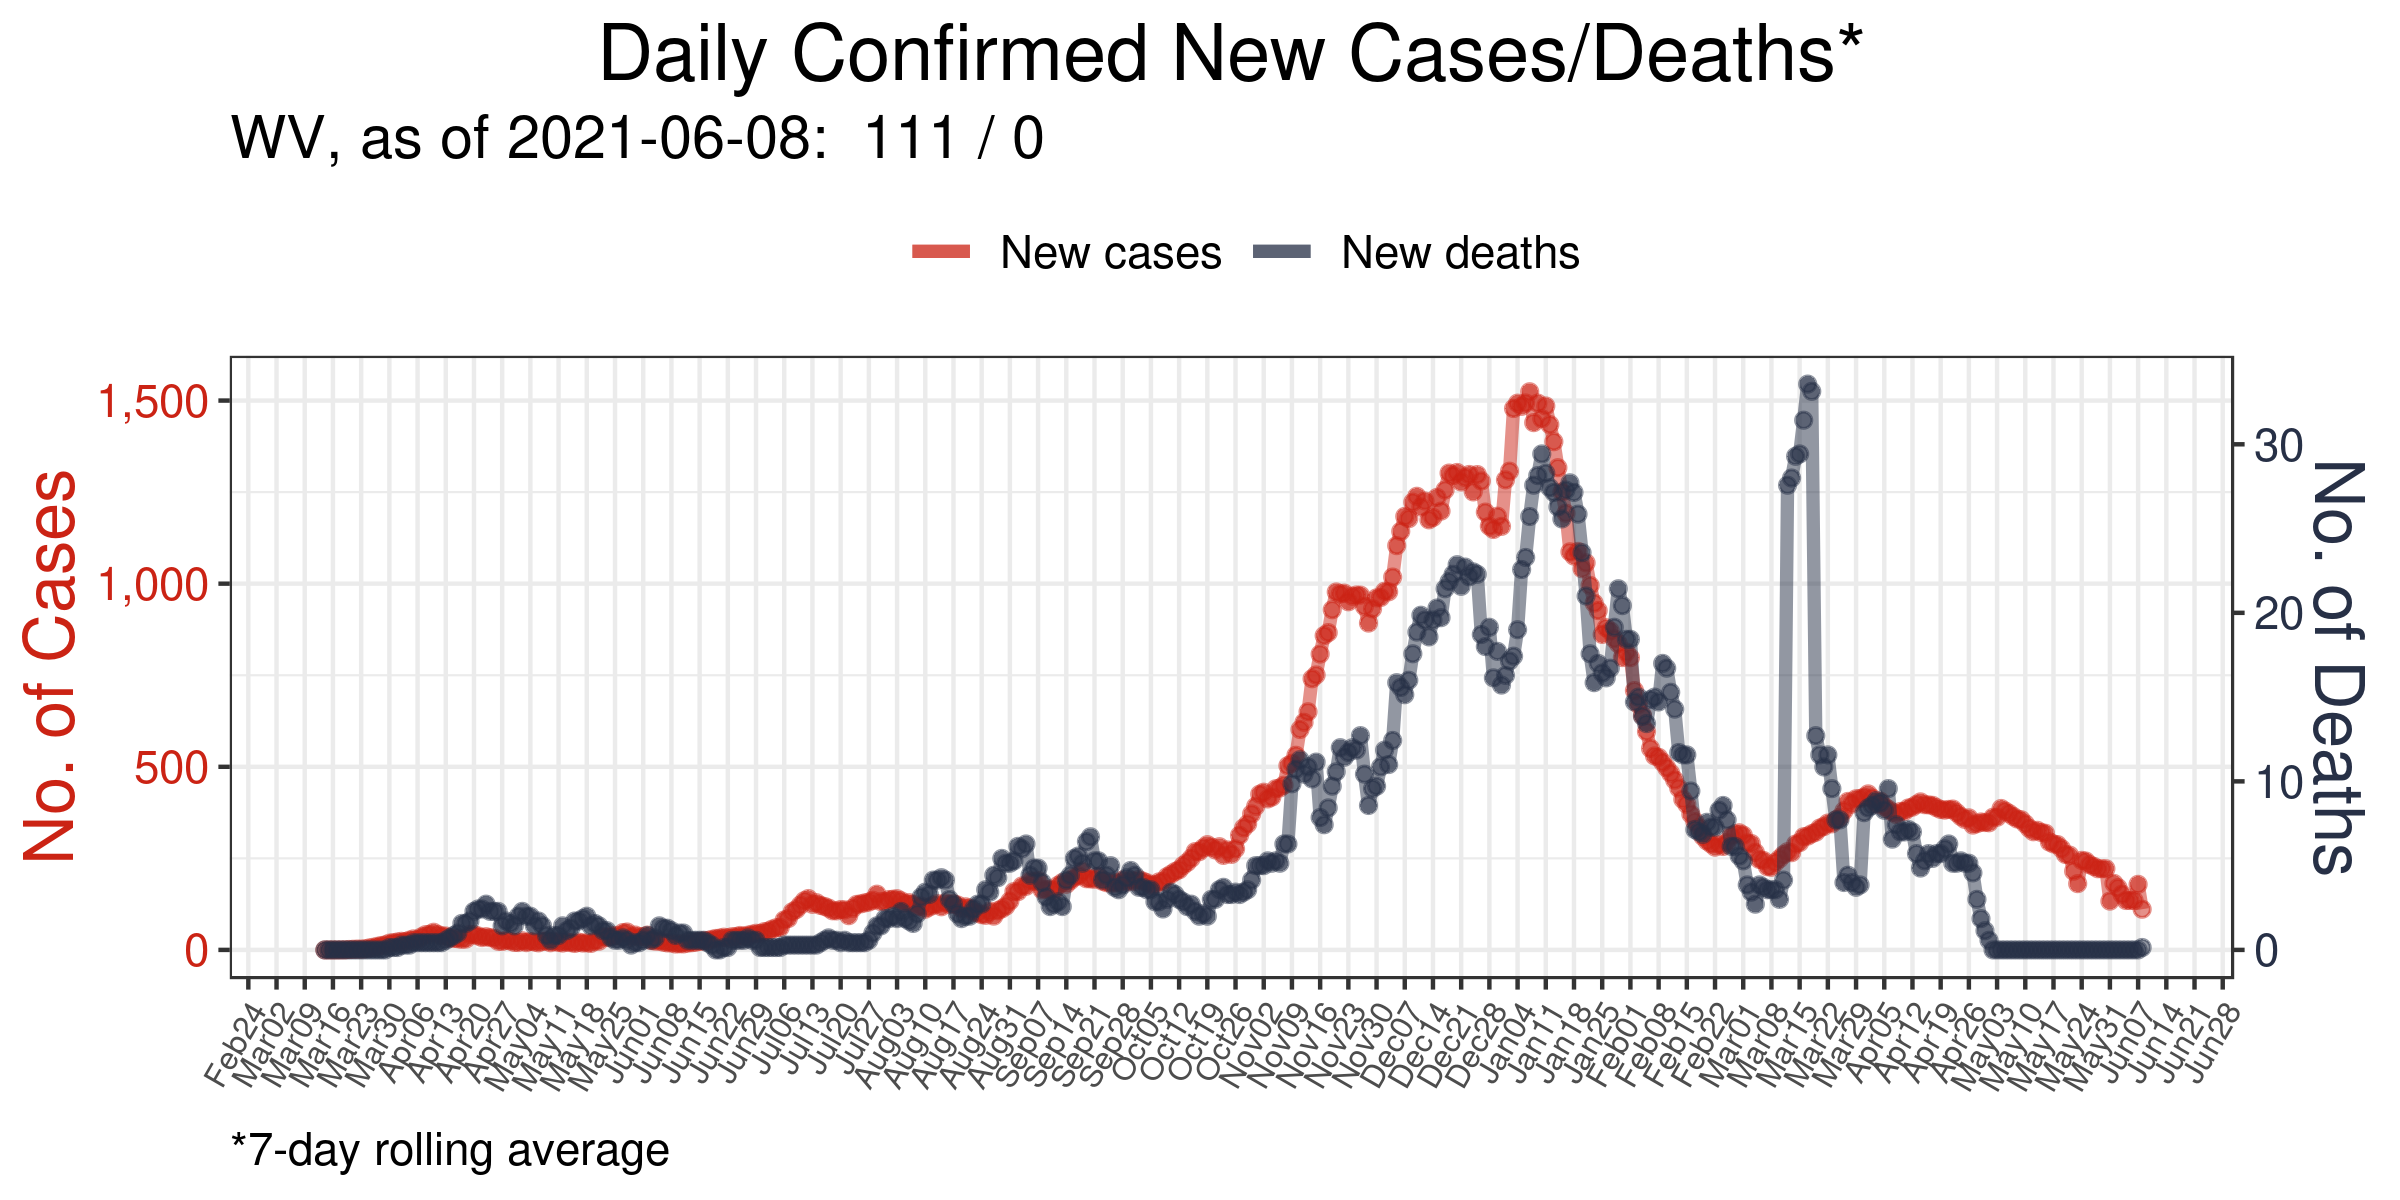 Daily Confirmed New Cases/Deaths*
WV, as of 2021-06-08:  111 / 0
New cases
New deaths
No. of Cases
1,500
1,000
500
0
30
20
10
0
No. of Deaths
Feb24
Mar02
Mar09
Mar16
Mar23
Mar30
Apr06
Apr13
Apr20
Apr27
May04
May11
May18
May25
Jun01
Jun08
Jun15
Jun22
Jun29
Jul06
Jul13
Jul20
Jul27
Aug03
Aug10
Aug17
Aug24
Aug31
Sep07
Sep14
Sep21
Sep28
Oct05
Oct12
Oct19
Oct26
Nov02
Nov09
Nov16
Nov23
Nov30
Dec07
Dec14
Dec21
Dec28
Jan04
Jan11
Jan18
Jan25
Feb01
Feb08
Feb15
Feb22
Mar01
Mar08
Mar15
Mar22
Mar29
Apr05
Apr12
Apr19
Apr26
May03
May10
May17
May24
May31
Jun07
Jun14
Jun21
Jun28
*7-day rolling average